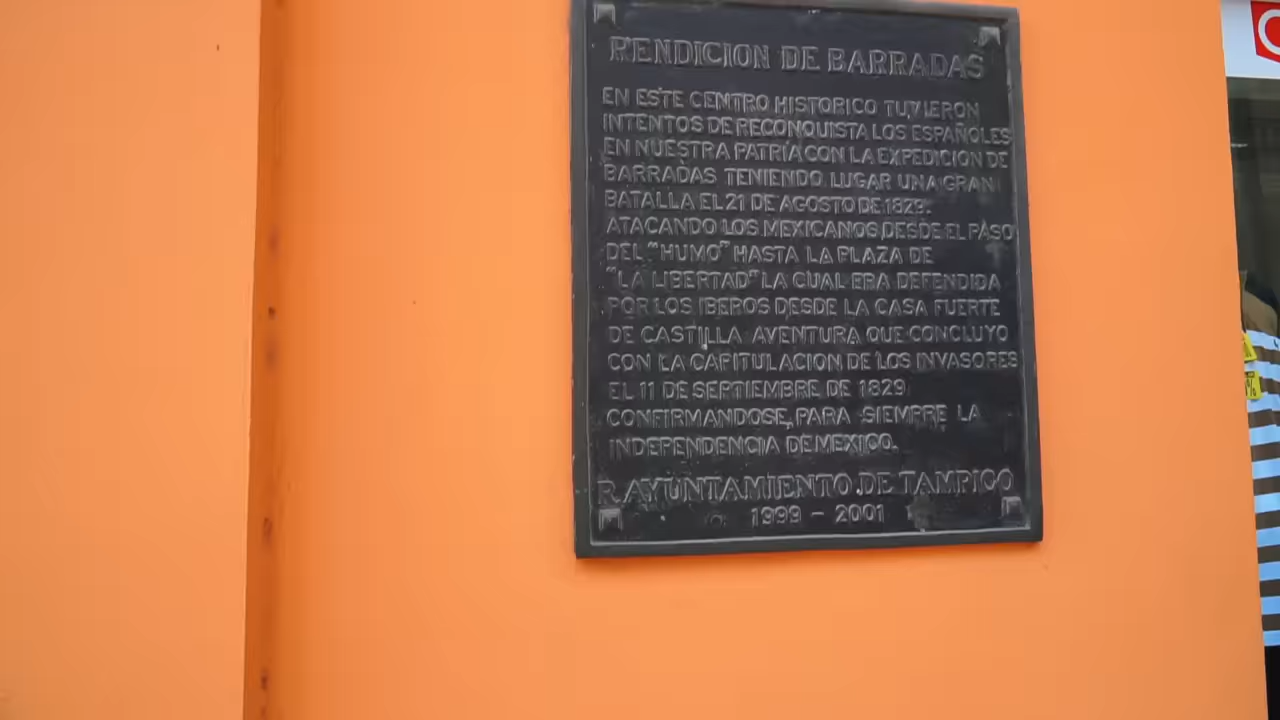 RENDICION DE BARRADAS
EN ESTE CENTRO HISTORICO TUVIERON
INTENTOS DE RECONQUISTA LOS ESPAÑOLES
EN NUESTRA PATRIA CON LA EXPEDICION DE
BARRADAS TENIENDO LUGAR UNA GRAN
BATALLA EL 21 DE AGOSTO DE 1829.
ATACANDO LOS MEXICANOS DESDE EL PASO
DEL "HUMO" HASTA LA PLAZA DE
"LA LIBERTAD" LA CUAL ERA DEFENDIDA
POR LOS IBEROS DESDE LA CASA FUERTE
DE CASTILLA AVENTURA QUE CONCLUYO
CON LA CAPITULACION DE LOS INVASORES
EL 11 DE SEPTIEMBRE DE 1829
CONFIRMANDOSE, PARA SIEMPRE LA
INDEPENDENCIA DE MEXICO.
R. AYUNTAMIENTO DE TAMPICO
1999 - 2001